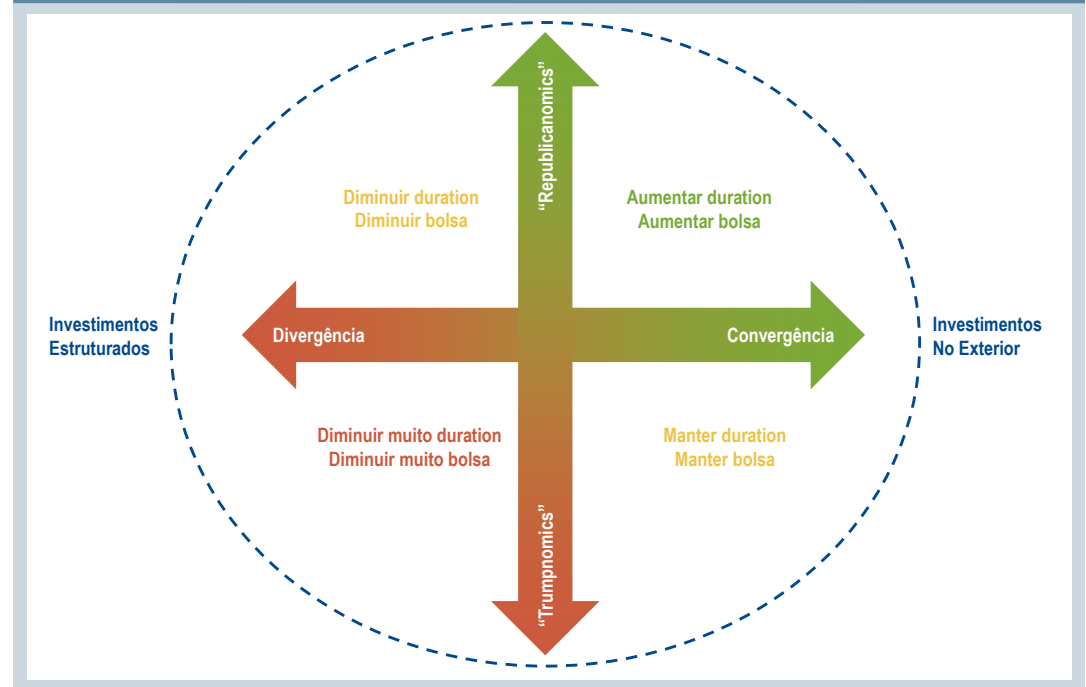 “Republicanomics”
Diminuir duration
Diminuir bolsa
Aumentar duration
Aumentar bolsa
Investimentos
Estruturados
Divergência
Convergência
Investimentos
No Exterior
Diminuir muito duration
Diminuir muito bolsa
Manter duration
Manter bolsa
“Trumpnomics”